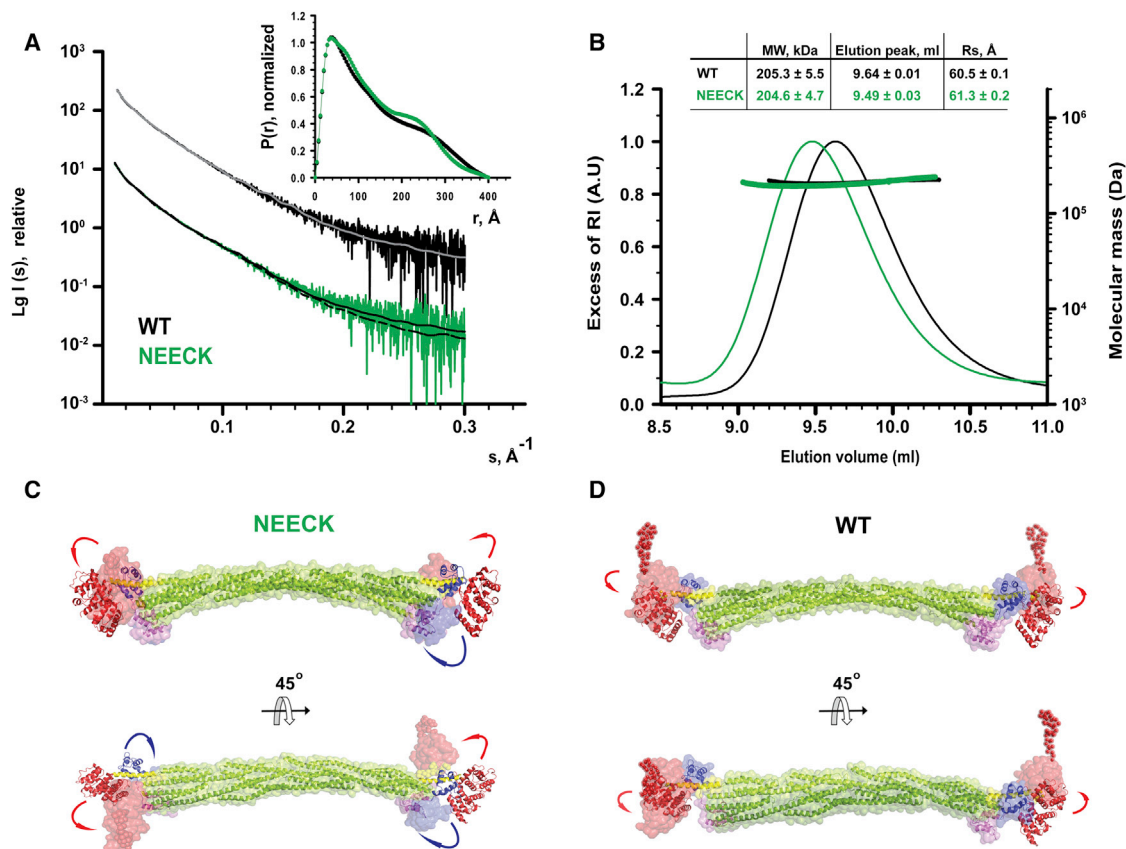 A
Lg I (s), relative
10³
10²
10¹
10⁰
10⁻¹
10⁻²
10⁻³
0.1 0.2 0.3
s, Å⁻¹
WT
NEECK
P(r), normalized
1.4
1.2
1.0
0.8
0.6
0.4
0.2
0.0
0 100 200 300 400
r, Å
B
MW, kDa Elution peak, ml Rs, Å
WT 205.3 ± 5.5 9.64 ± 0.01 60.5 ± 0.1
NEECK 204.6 ± 4.7 9.49 ± 0.03 61.3 ± 0.2
Excess of RI (A.U)
1.2
1.0
0.8
0.6
0.4
0.2
0.0
8.5 9.0 9.5 10.0 10.5 11.0
Elution volume (ml)
10⁶
10⁵
10⁴
10³
Molecular mass (Da)
C
NEECK
45°
D
WT
45°